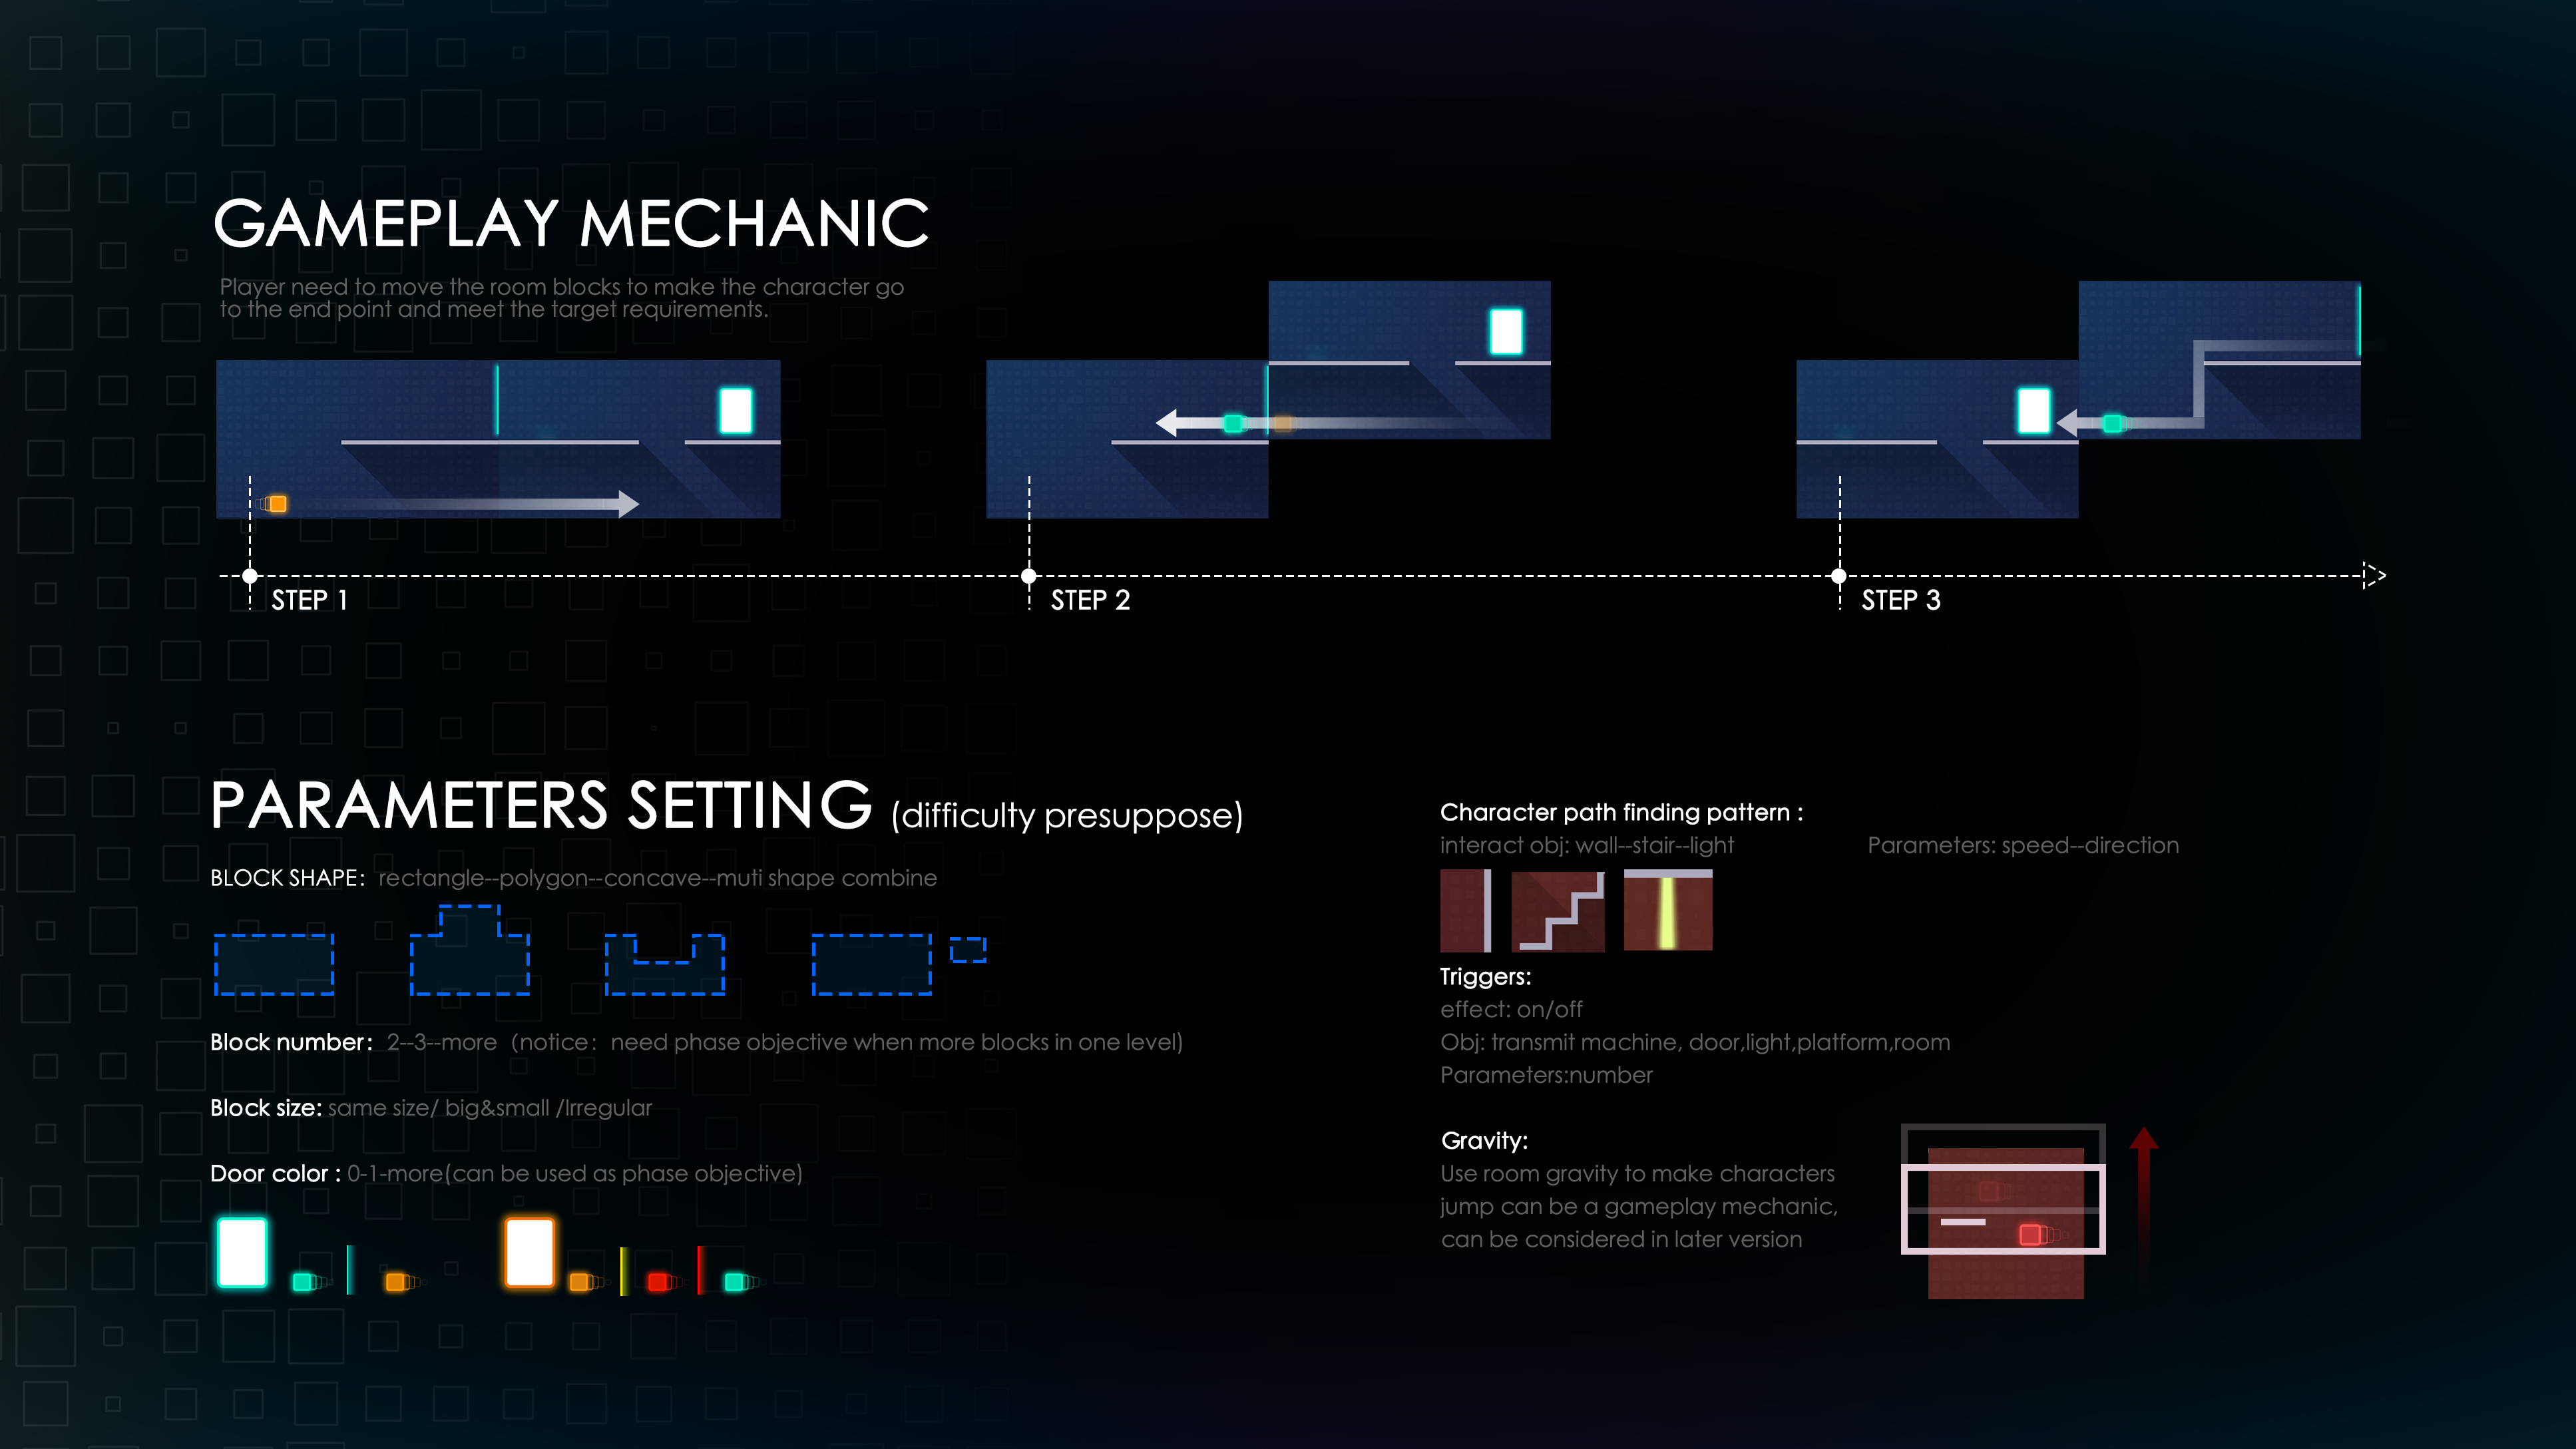 GAMEPLAY MECHANIC
Player need to move the room blocks to make the character go
to the end point and meet the target requirements.
STEP 1
STEP 2
STEP 3
PARAMETERS SETTING (difficulty presuppose)
BLOCK SHAPE: rectangle--polygon--concave--muti shape combine
Block number: 2--3--more (notice: need phase objective when more blocks in one level)
Block size: same size/ big&small /Irregular
Door color : 0-1-more(can be used as phase objective)
Character path finding pattern :
interact obj: wall--stair--light
Parameters: speed--direction
Triggers:
effect: on/off
Obj: transmit machine, door,light,platform,room
Parameters:number
Gravity:
Use room gravity to make characters
jump can be a gameplay mechanic,
can be considered in later version